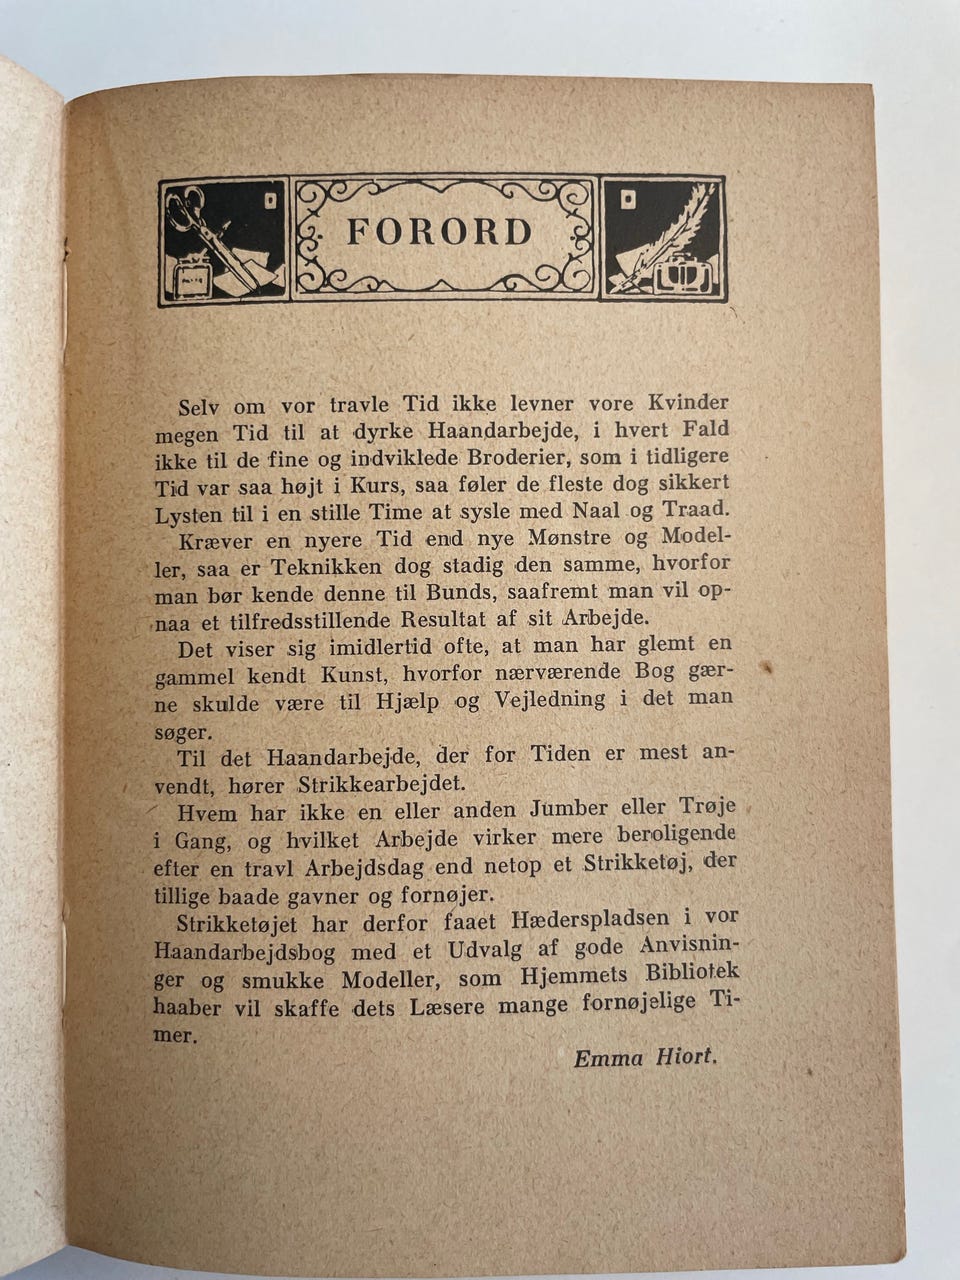 FORORD
Selv om vor travle Tid ikke levner vore Kvinder
megen Tid til at dyrke Haandarbejde, i hvert Fald
ikke til de fine og indviklede Broderier, som i tidligere
Tid var saa højt i Kurs, saa føler de fleste dog sikkert
Lysten til i en stille Time at sysle med Naal og Traad.
Kræver en nyere Tid end nye Mønstre og Model-
ler, saa er Teknikken dog stadig den samme, hvorfor
man bør kende denne til Bunds, saafremt man vil op-
naa et tilfredsstillende Resultat af sit Arbejde.
Det viser sig imidlertid ofte, at man har glemt en
gammel kendt Kunst, hvorfor nærværende Bog gær-
ne skulde være til Hjælp og Vejledning i det man
søger.
Til det Haandarbejde, der for Tiden er mest an-
vendt, hører Strikkearbejdet.
Hvem har ikke en eller anden Jumber eller Trøje
i Gang, og hvilket Arbejde virker mere beroligende
efter en travl Arbejdsdag end netop et Strikketøj, der
tillige baade gavner og fornøjer.
Strikketøjet har derfor faaet Hæderspladsen i vor
Haandarbejdsbog med et Udvalg af gode Anvisnin-
ger og smukke Modeller, som Hjemmets Bibliotek
haaber vil skaffe dets Læsere mange fornøjelige Ti-
mer.
Emma Hiort.